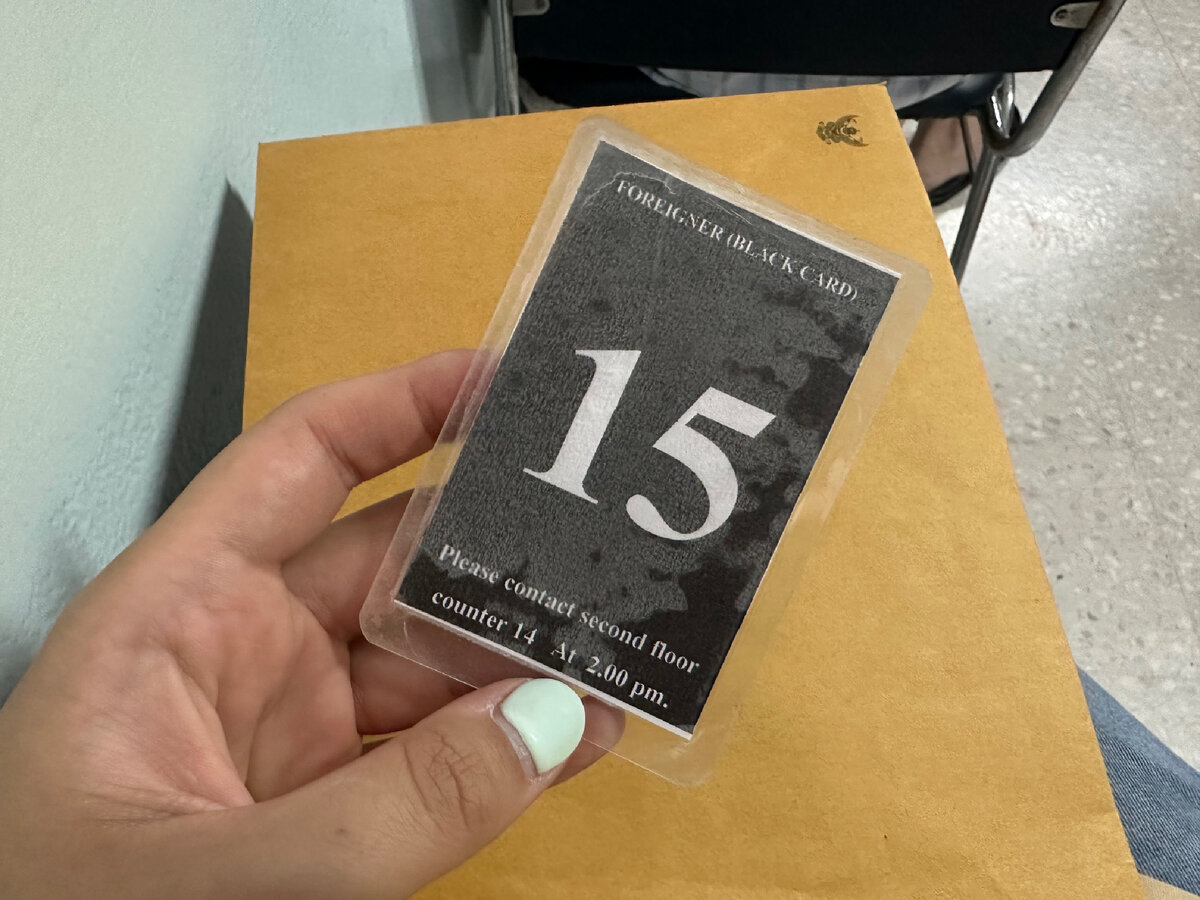 FOREIGNER (BLACK CARD)
15
Please contact second floor
counter 14 At 2.00 pm.